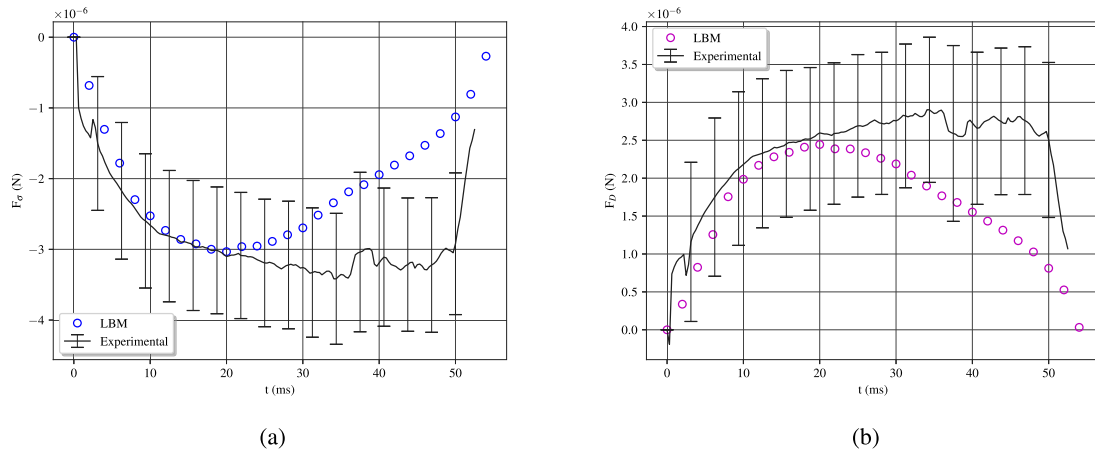 ×10⁻⁶
0
−1
−2
−3
−4
F_σ (N)
LBM
Experimental
0 10 20 30 40 50
t (ms)
(a)
×10⁻⁶
4.0
3.5
3.0
2.5
2.0
1.5
1.0
0.5
0.0
F_D (N)
LBM
Experimental
0 10 20 30 40 50
t (ms)
(b)